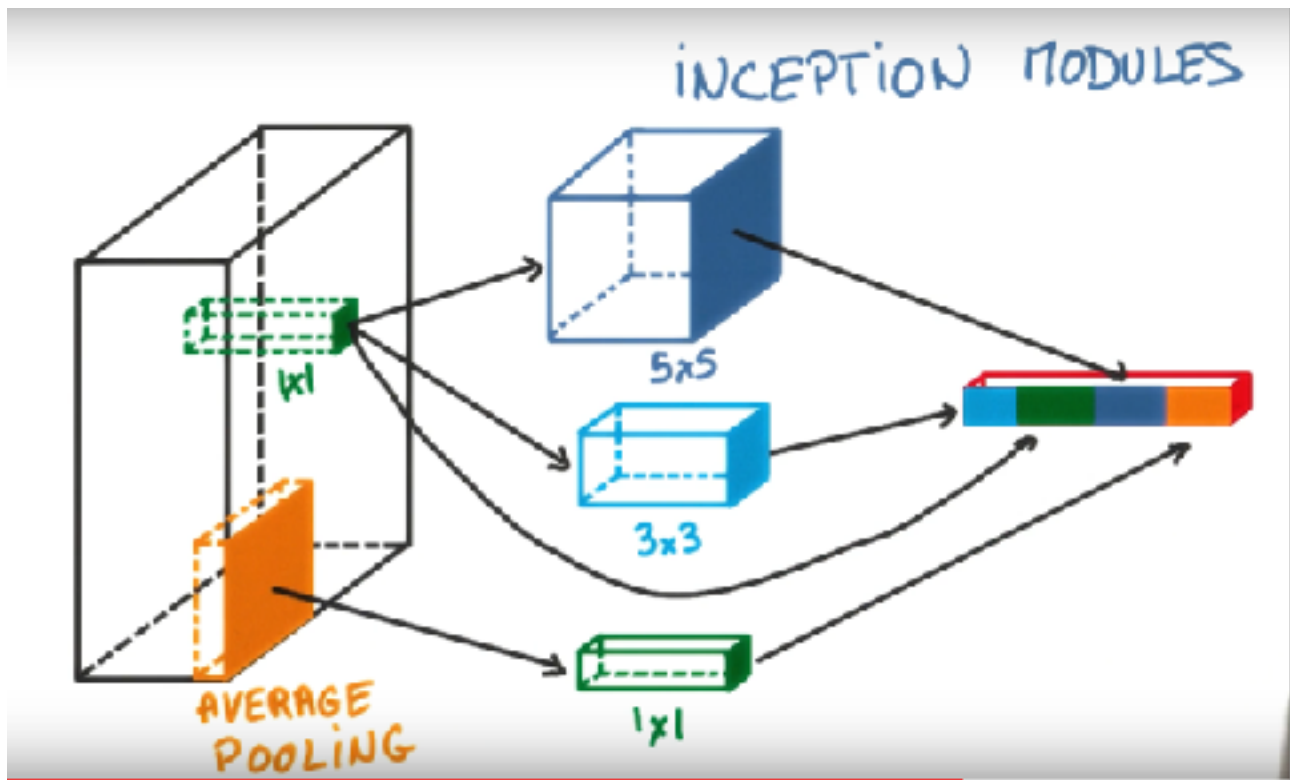 iNCEPTiON MODULES
1x1
5x5
3x3
1x1
AVERAGE
POOLiNG